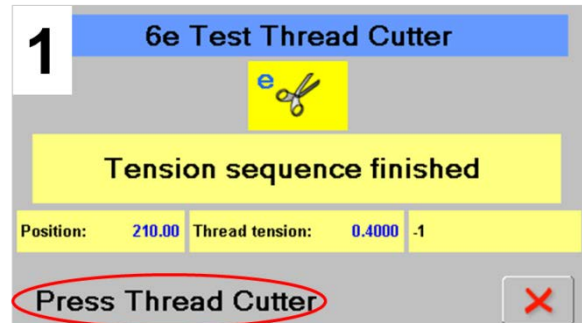 1
6e Test Thread Cutter
e
Tension sequence finished
Position: 210.00 Thread tension: 0.4000 -1
Press Thread Cutter